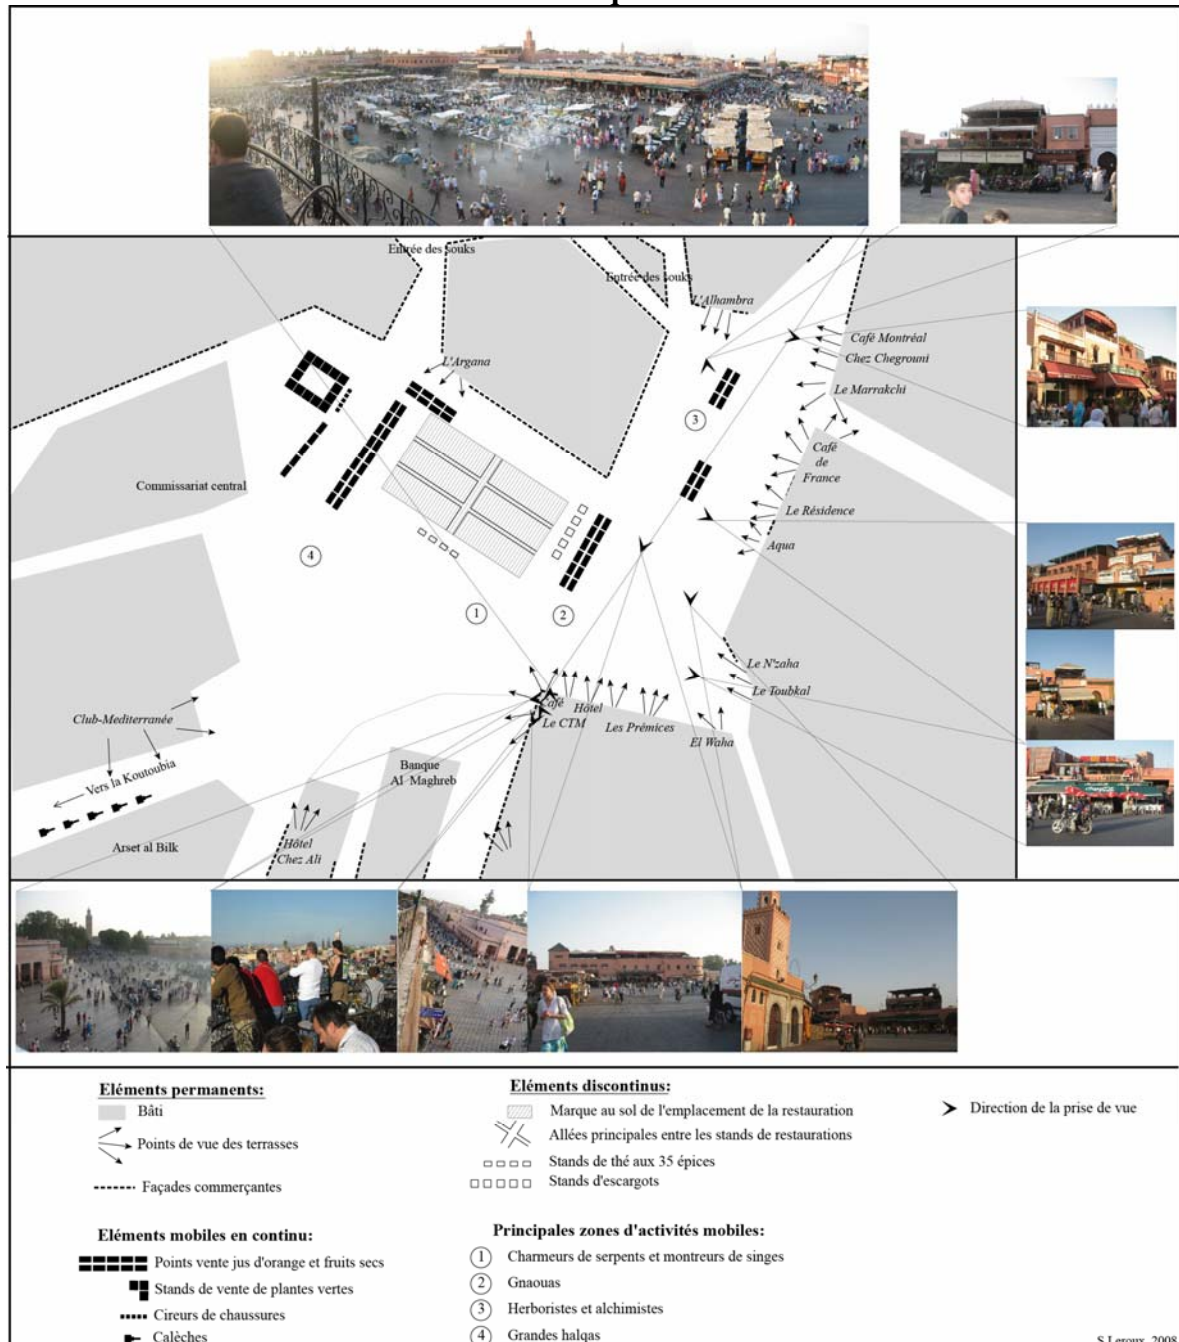 Entrée des souks
Entrée des souks
L'Alhambra
Café Montréal
Chez Chegrouni
L'Argana
Le Marrakchi
3
Café
de
France
Commissariat central
Le Résidence
Aqua
4
1
2
Le N'zaha
Le Toubkal
Club-Mediterranée
Café
Hôtel
Le CTM
Les Prémices
El Waha
Vers la Koutoubia
Banque
Al Maghreb
Arset al Bilk
Hôtel
Chez Ali
Eléments permanents:
Bâti
Points de vue des terrasses
Façades commerçantes
Eléments discontinus:
Marque au sol de l'emplacement de la restauration
Allées principales entre les stands de restaurations
Stands de thé aux 35 épices
Stands d'escargots
Direction de la prise de vue
Eléments mobiles en continu:
Points vente jus d'orange et fruits secs
Stands de vente de plantes vertes
Cireurs de chaussures
Calèches
Principales zones d'activités mobiles:
1 Charmeurs de serpents et montreurs de singes
2 Gnaouas
3 Herboristes et alchimistes
4 Grandes halqas
S.Leroux, 2008